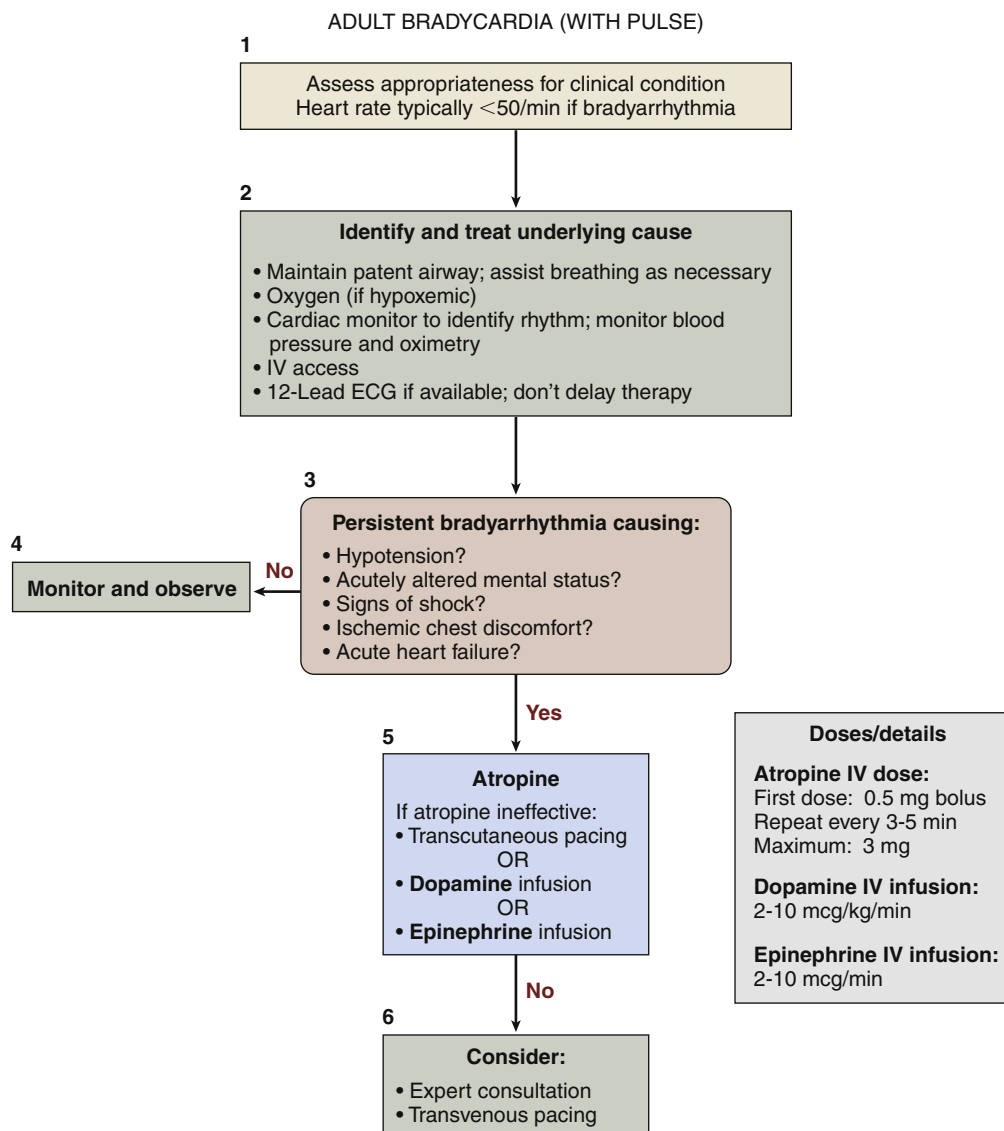 ADULT BRADYCARDIA (WITH PULSE)
1
Assess appropriateness for clinical condition
Heart rate typically <50/min if bradyarrhythmia
2
Identify and treat underlying cause
• Maintain patent airway; assist breathing as necessary
• Oxygen (if hypoxemic)
• Cardiac monitor to identify rhythm; monitor blood
pressure and oximetry
• IV access
• 12-Lead ECG if available; don’t delay therapy
3
Persistent bradyarrhythmia causing:
• Hypotension?
• Acutely altered mental status?
• Signs of shock?
• Ischemic chest discomfort?
• Acute heart failure?
No
4
Monitor and observe
Yes
5
Atropine
If atropine ineffective:
• Transcutaneous pacing
OR
• Dopamine infusion
OR
• Epinephrine infusion
Doses/details
Atropine IV dose:
First dose: 0.5 mg bolus
Repeat every 3-5 min
Maximum: 3 mg
Dopamine IV infusion:
2-10 mcg/kg/min
Epinephrine IV infusion:
2-10 mcg/min
No
6
Consider:
• Expert consultation
• Transvenous pacing